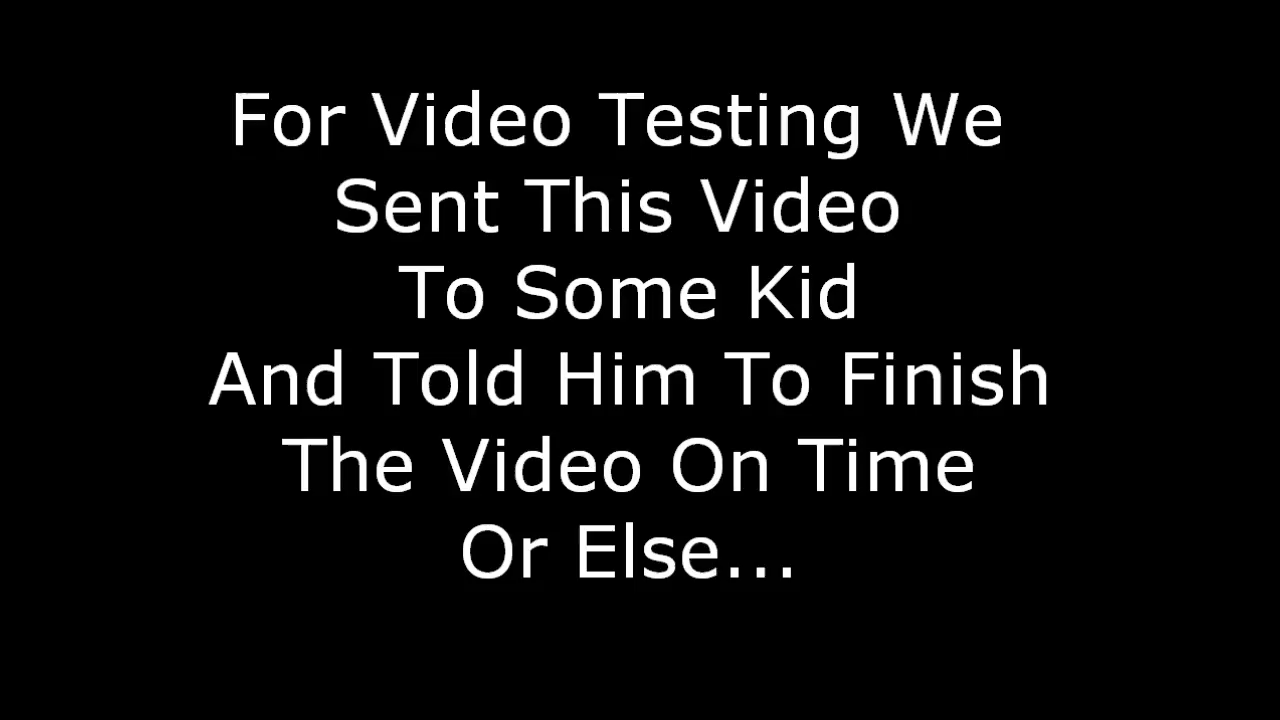 For Video Testing We
Sent This Video
To Some Kid
And Told Him To Finish
The Video On Time
Or Else...